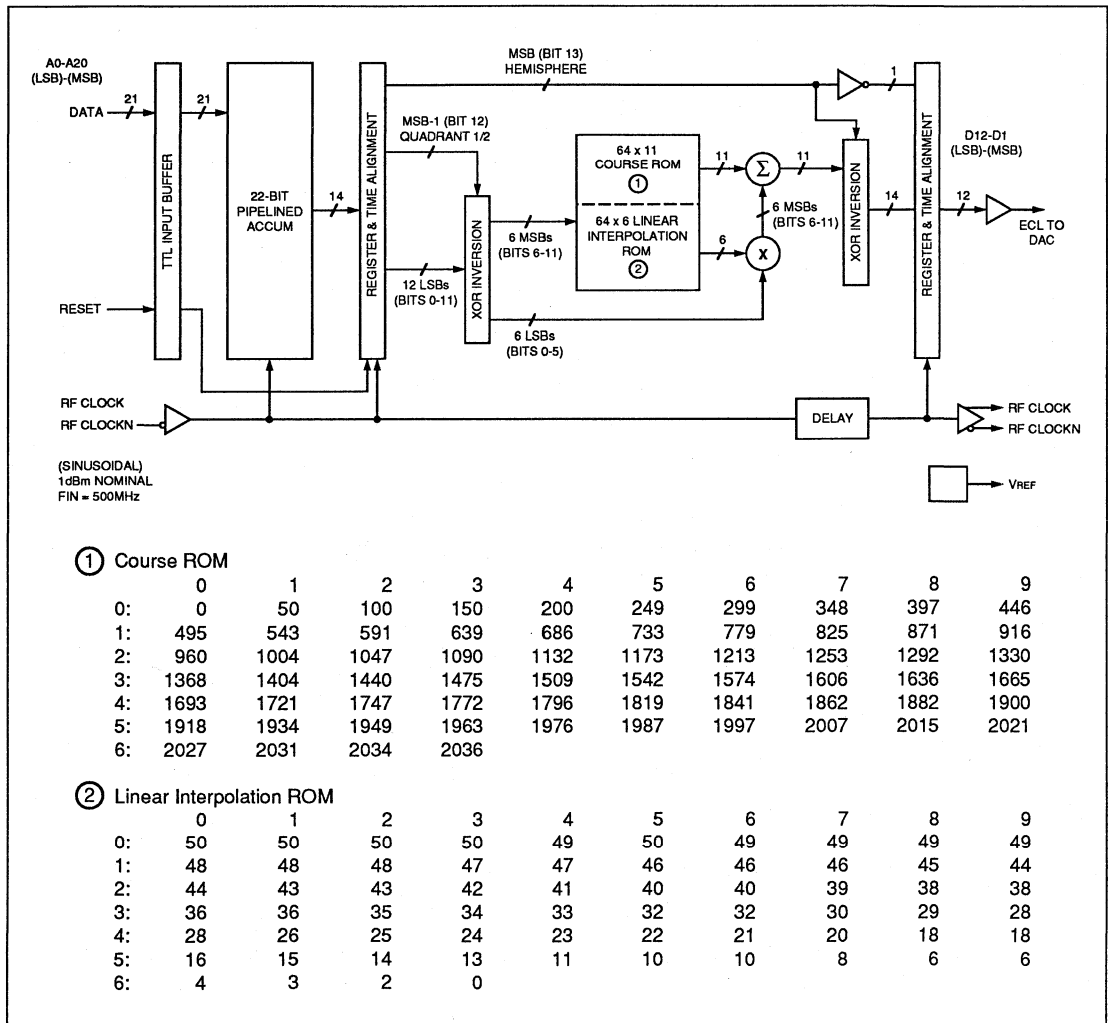 A0-A20
(LSB)-(MSB)
DATA
21
TTL INPUT BUFFER
21
22-BIT
PIPELINED
ACCUM
14
REGISTER & TIME ALIGNMENT
MSB (BIT 13)
HEMISPHERE
MSB-1 (BIT 12)
QUADRANT 1/2
12 LSBs
(BITS 0-11)
XOR INVERSION
6 MSBs
(BITS 6-11)
6 LSBs
(BITS 0-5)
64 x 11
COURSE ROM
1
64 x 6 LINEAR
INTERPOLATION
ROM
2
11
Σ
11
6 MSBs
(BITS 6-11)
6
X
XOR INVERSION
1
14
REGISTER & TIME ALIGNMENT
D12-D1
(LSB)-(MSB)
12
ECL TO
DAC
RESET
RF CLOCK
RF CLOCKN
DELAY
RF CLOCK
RF CLOCKN
(SINUSOIDAL)
1dBm NOMINAL
FIN = 500MHz
VREF
1 Course ROM
0 1 2 3 4 5 6 7 8 9
0: 0 50 100 150 200 249 299 348 397 446
1: 495 543 591 639 686 733 779 825 871 916
2: 960 1004 1047 1090 1132 1173 1213 1253 1292 1330
3: 1368 1404 1440 1475 1509 1542 1574 1606 1636 1665
4: 1693 1721 1747 1772 1796 1819 1841 1862 1882 1900
5: 1918 1934 1949 1963 1976 1987 1997 2007 2015 2021
6: 2027 2031 2034 2036
2 Linear Interpolation ROM
0 1 2 3 4 5 6 7 8 9
0: 50 50 50 50 49 50 49 49 49 49
1: 48 48 48 47 47 46 46 46 45 44
2: 44 43 43 42 41 40 40 39 38 38
3: 36 36 35 34 33 32 32 30 29 28
4: 28 26 25 24 23 22 21 20 18 18
5: 16 15 14 13 11 10 10 8 6 6
6: 4 3 2 0